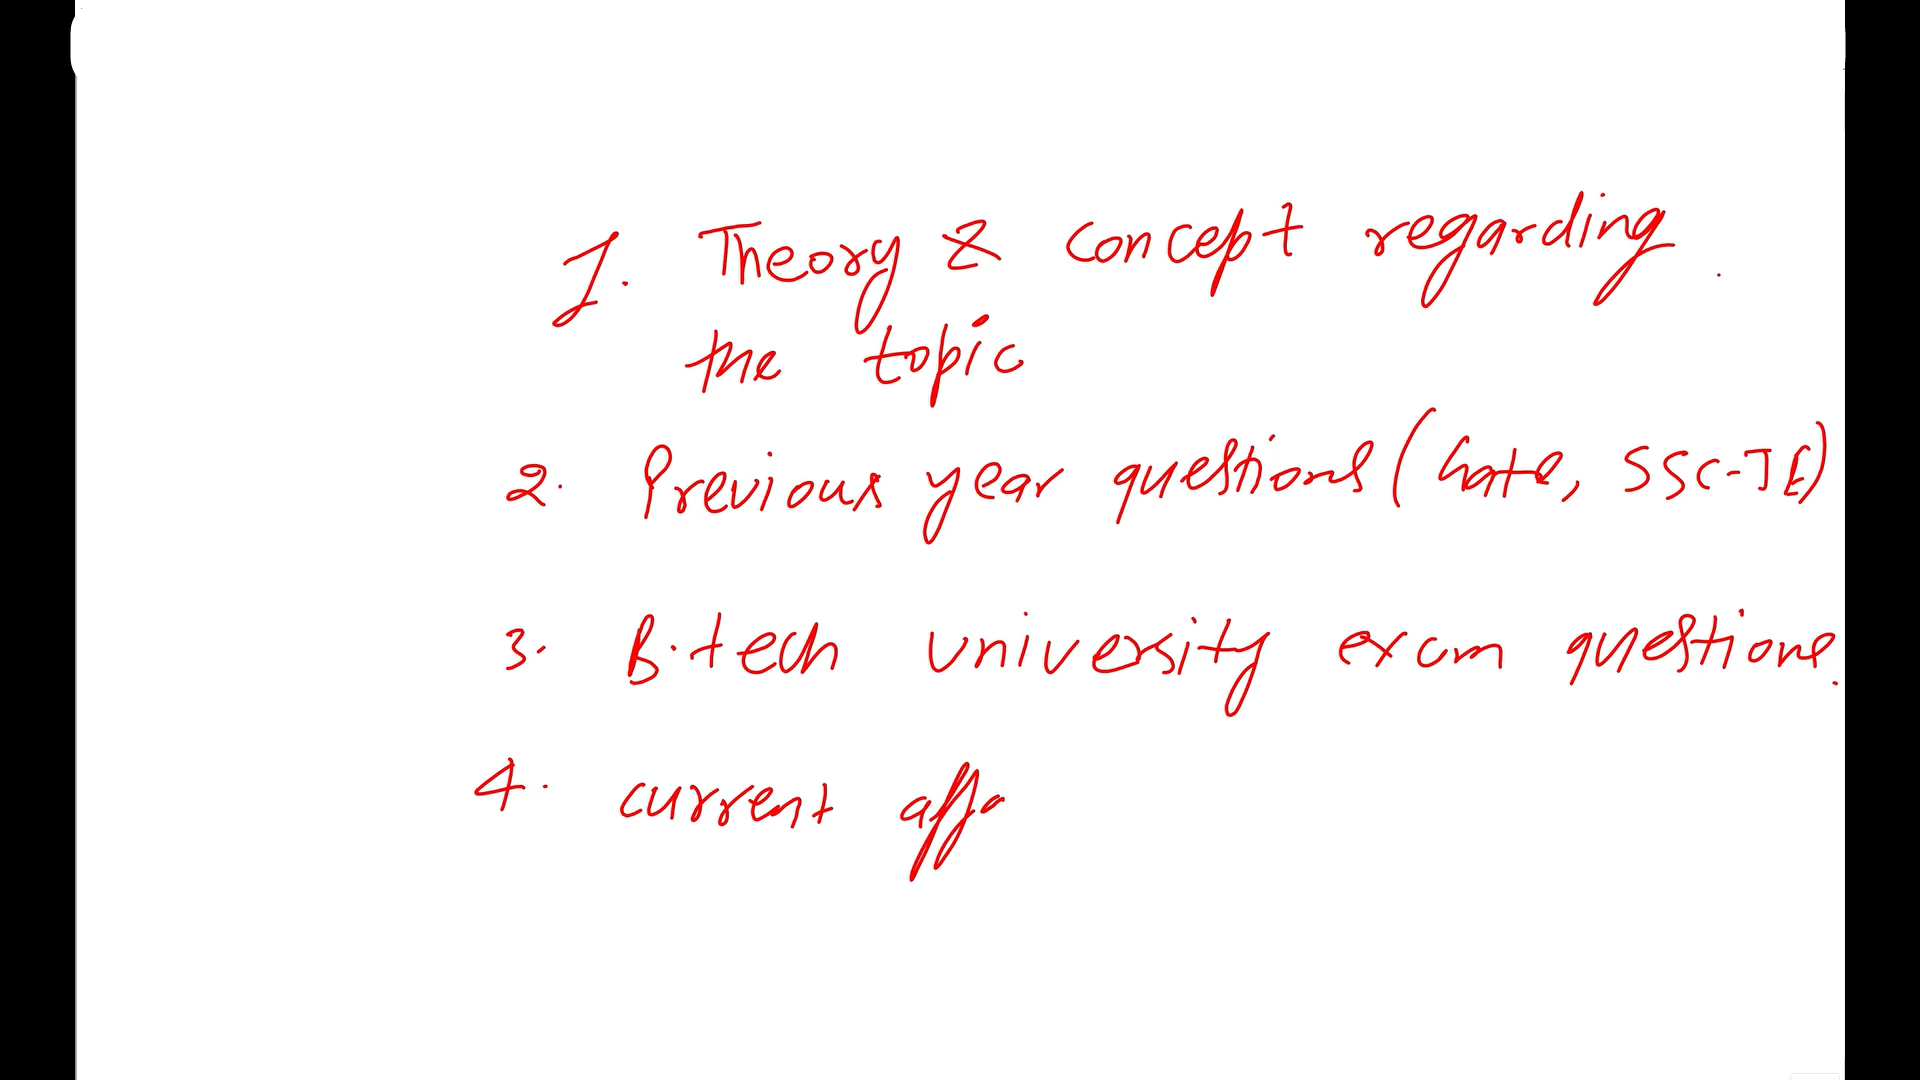 1. Theory & concept regarding
the topic
2. Previous year questions (Gate, SSC-JE)
3. B.tech university exam questions.
4. current affa